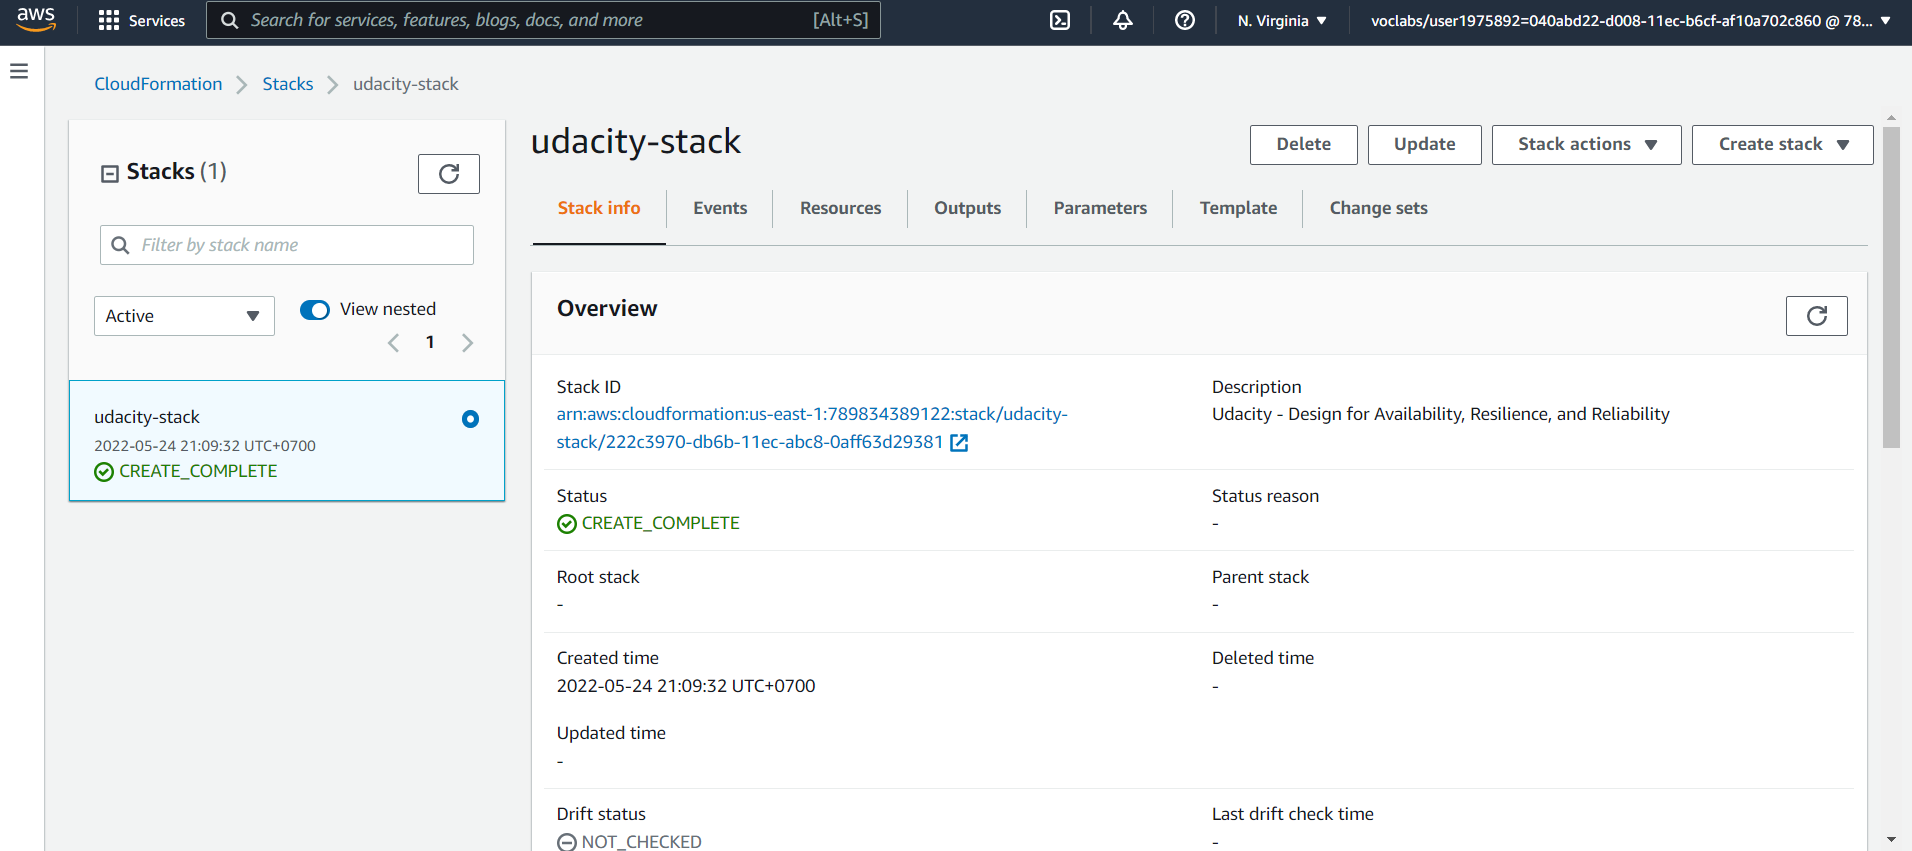 aws
Services
Search for services, features, blogs, docs, and more
[Alt+S]
N. Virginia
voclabs/user1975892=040abd22-d008-11ec-b6cf-af10a702c860 @ 78...
CloudFormation
Stacks
udacity-stack
Stacks (1)
Filter by stack name
Active
View nested
1
udacity-stack
2022-05-24 21:09:32 UTC+0700
CREATE_COMPLETE
udacity-stack
Delete
Update
Stack actions
Create stack
Stack info
Events
Resources
Outputs
Parameters
Template
Change sets
Overview
Stack ID
arn:aws:cloudformation:us-east-1:789834389122:stack/udacity-
stack/222c3970-db6b-11ec-abc8-0aff63d29381
Description
Udacity - Design for Availability, Resilience, and Reliability
Status
CREATE_COMPLETE
Status reason
-
Root stack
-
Parent stack
-
Created time
2022-05-24 21:09:32 UTC+0700
Deleted time
-
Updated time
-
Drift status
NOT_CHECKED
Last drift check time
-